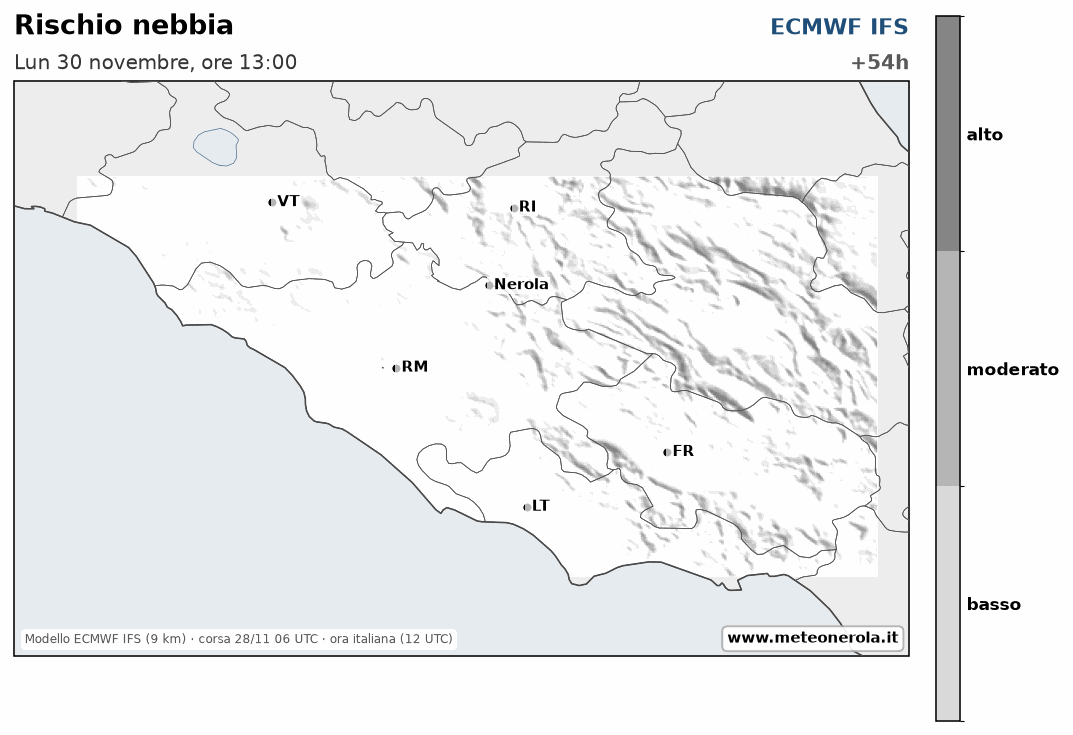 Rischio nebbia
ECMWF IFS
Lun 30 novembre, ore 13:00
+54h
alto
moderato
basso
VT
RI
Nerola
RM
FR
LT
Modello ECMWF IFS (9 km) · corsa 28/11 06 UTC · ora italiana (12 UTC)
www.meteonerola.it